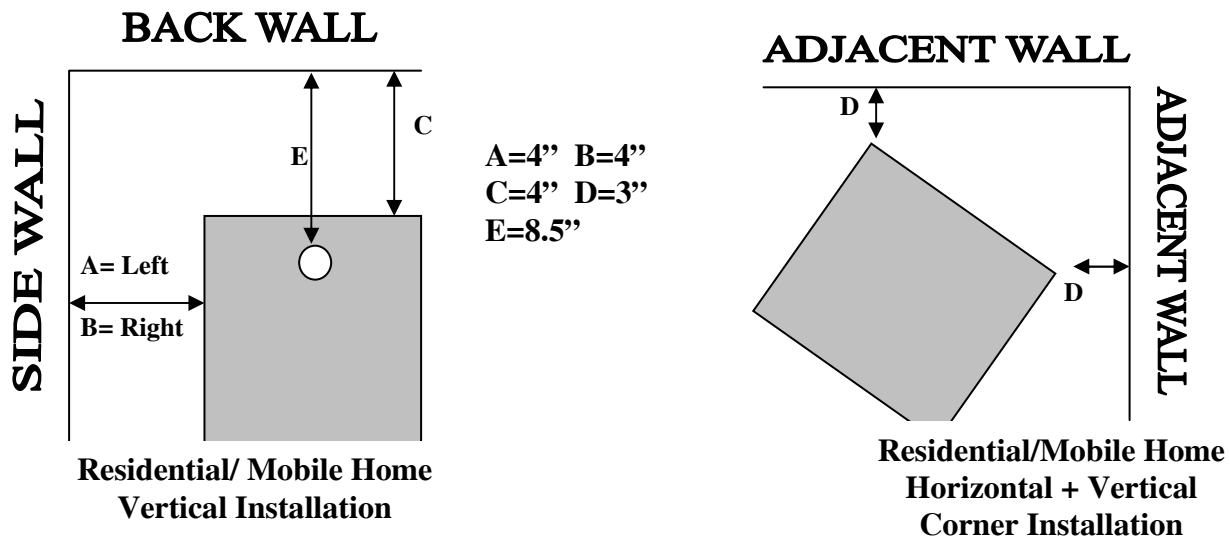 BACK WALL
SIDE WALL
E
C
A= Left
B= Right
Residential/ Mobile Home
Vertical Installation
A=4” B=4”
C=4” D=3”
E=8.5”
ADJACENT WALL
D
D
ADJACENT WALL
Residential/Mobile Home
Horizontal + Vertical
Corner Installation